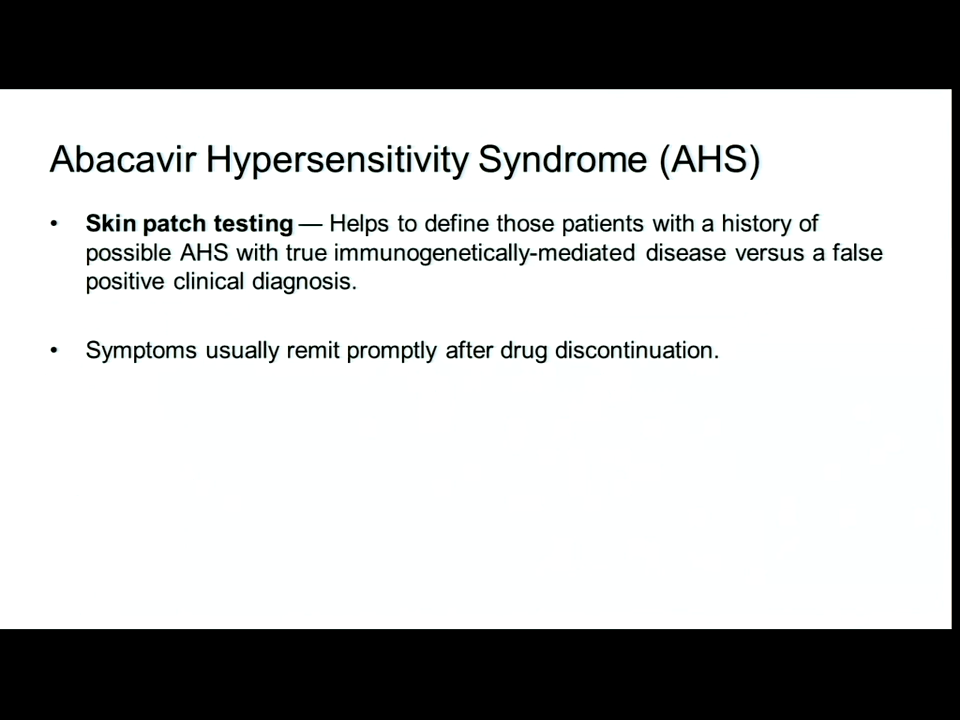 Abacavir Hypersensitivity Syndrome (AHS)
• Skin patch testing — Helps to define those patients with a history of
possible AHS with true immunogenetically-mediated disease versus a false
positive clinical diagnosis.
• Symptoms usually remit promptly after drug discontinuation.